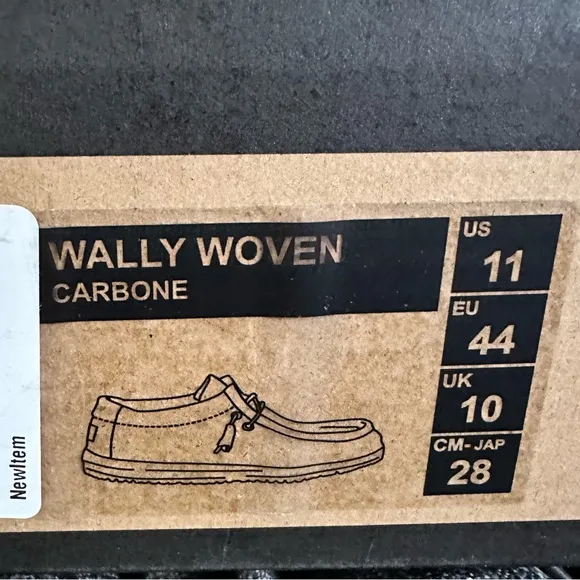 WALLY WOVEN
CARBONE
US
11
EU
44
UK
10
CM-JAP
28
NewItem